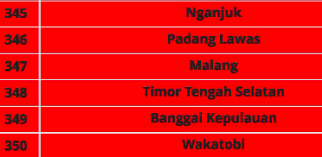 345 Nganjuk
346 Padang Lawas
347 Malang
348 Timor Tengah Selatan
349 Banggai Kepulauan
350 Wakatobi